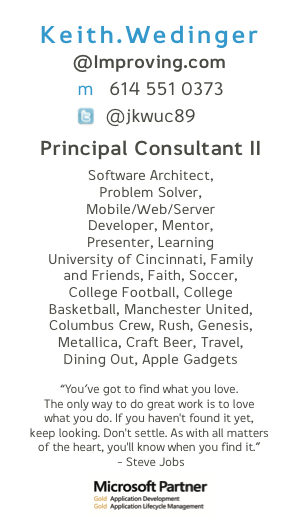 Keith.Wedinger
@Improving.com
m 614 551 0373
@jkwuc89
Principal Consultant II
Software Architect,
Problem Solver,
Mobile/Web/Server
Developer, Mentor,
Presenter, Learning
University of Cincinnati, Family
and Friends, Faith, Soccer,
College Football, College
Basketball, Manchester United,
Columbus Crew, Rush, Genesis,
Metallica, Craft Beer, Travel,
Dining Out, Apple Gadgets
“You’ve got to find what you love.
The only way to do great work is to love
what you do. If you haven't found it yet,
keep looking. Don't settle. As with all matters
of the heart, you'll know when you find it.”
- Steve Jobs
Microsoft Partner
Gold Application Development
Gold Application Lifecycle Management